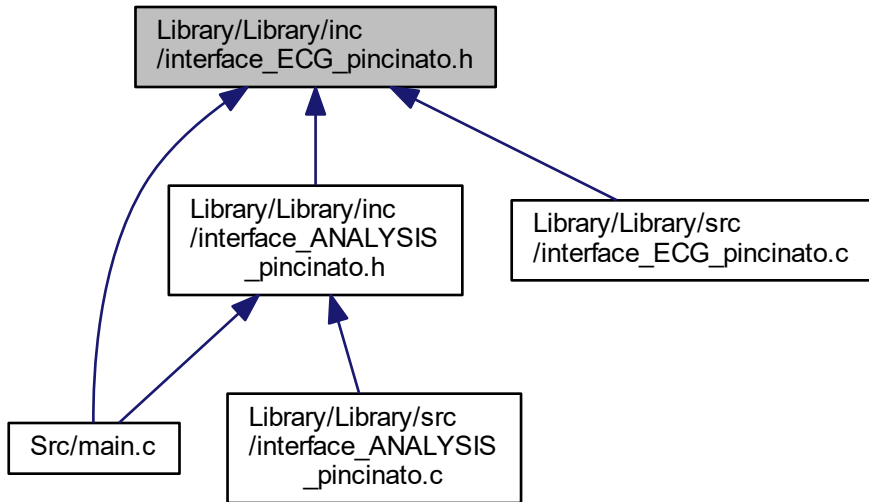 Library/Library/inc
/interface_ECG_pincinato.h
Library/Library/inc
/interface_ANALYSIS
_pincinato.h
Library/Library/src
/interface_ECG_pincinato.c
Src/main.c
Library/Library/src
/interface_ANALYSIS
_pincinato.c